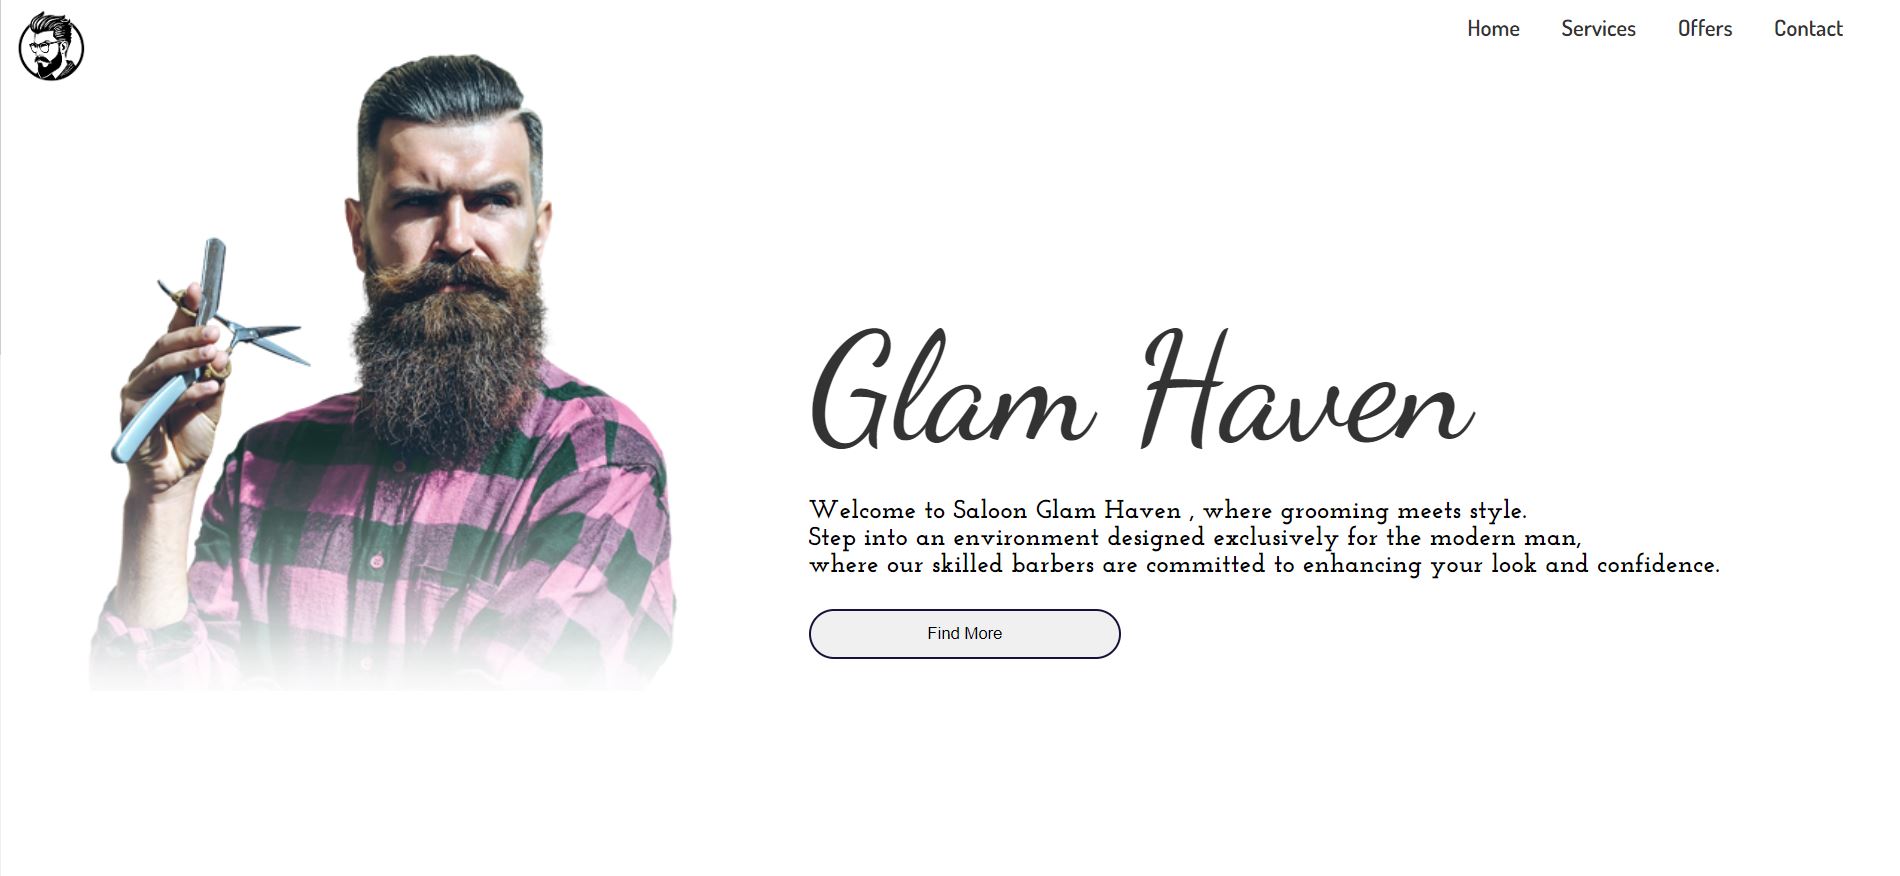 Home Services Offers Contact
Glam Haven
Welcome to Saloon Glam Haven , where grooming meets style.
Step into an environment designed exclusively for the modern man,
where our skilled barbers are committed to enhancing your look and confidence.
Find More